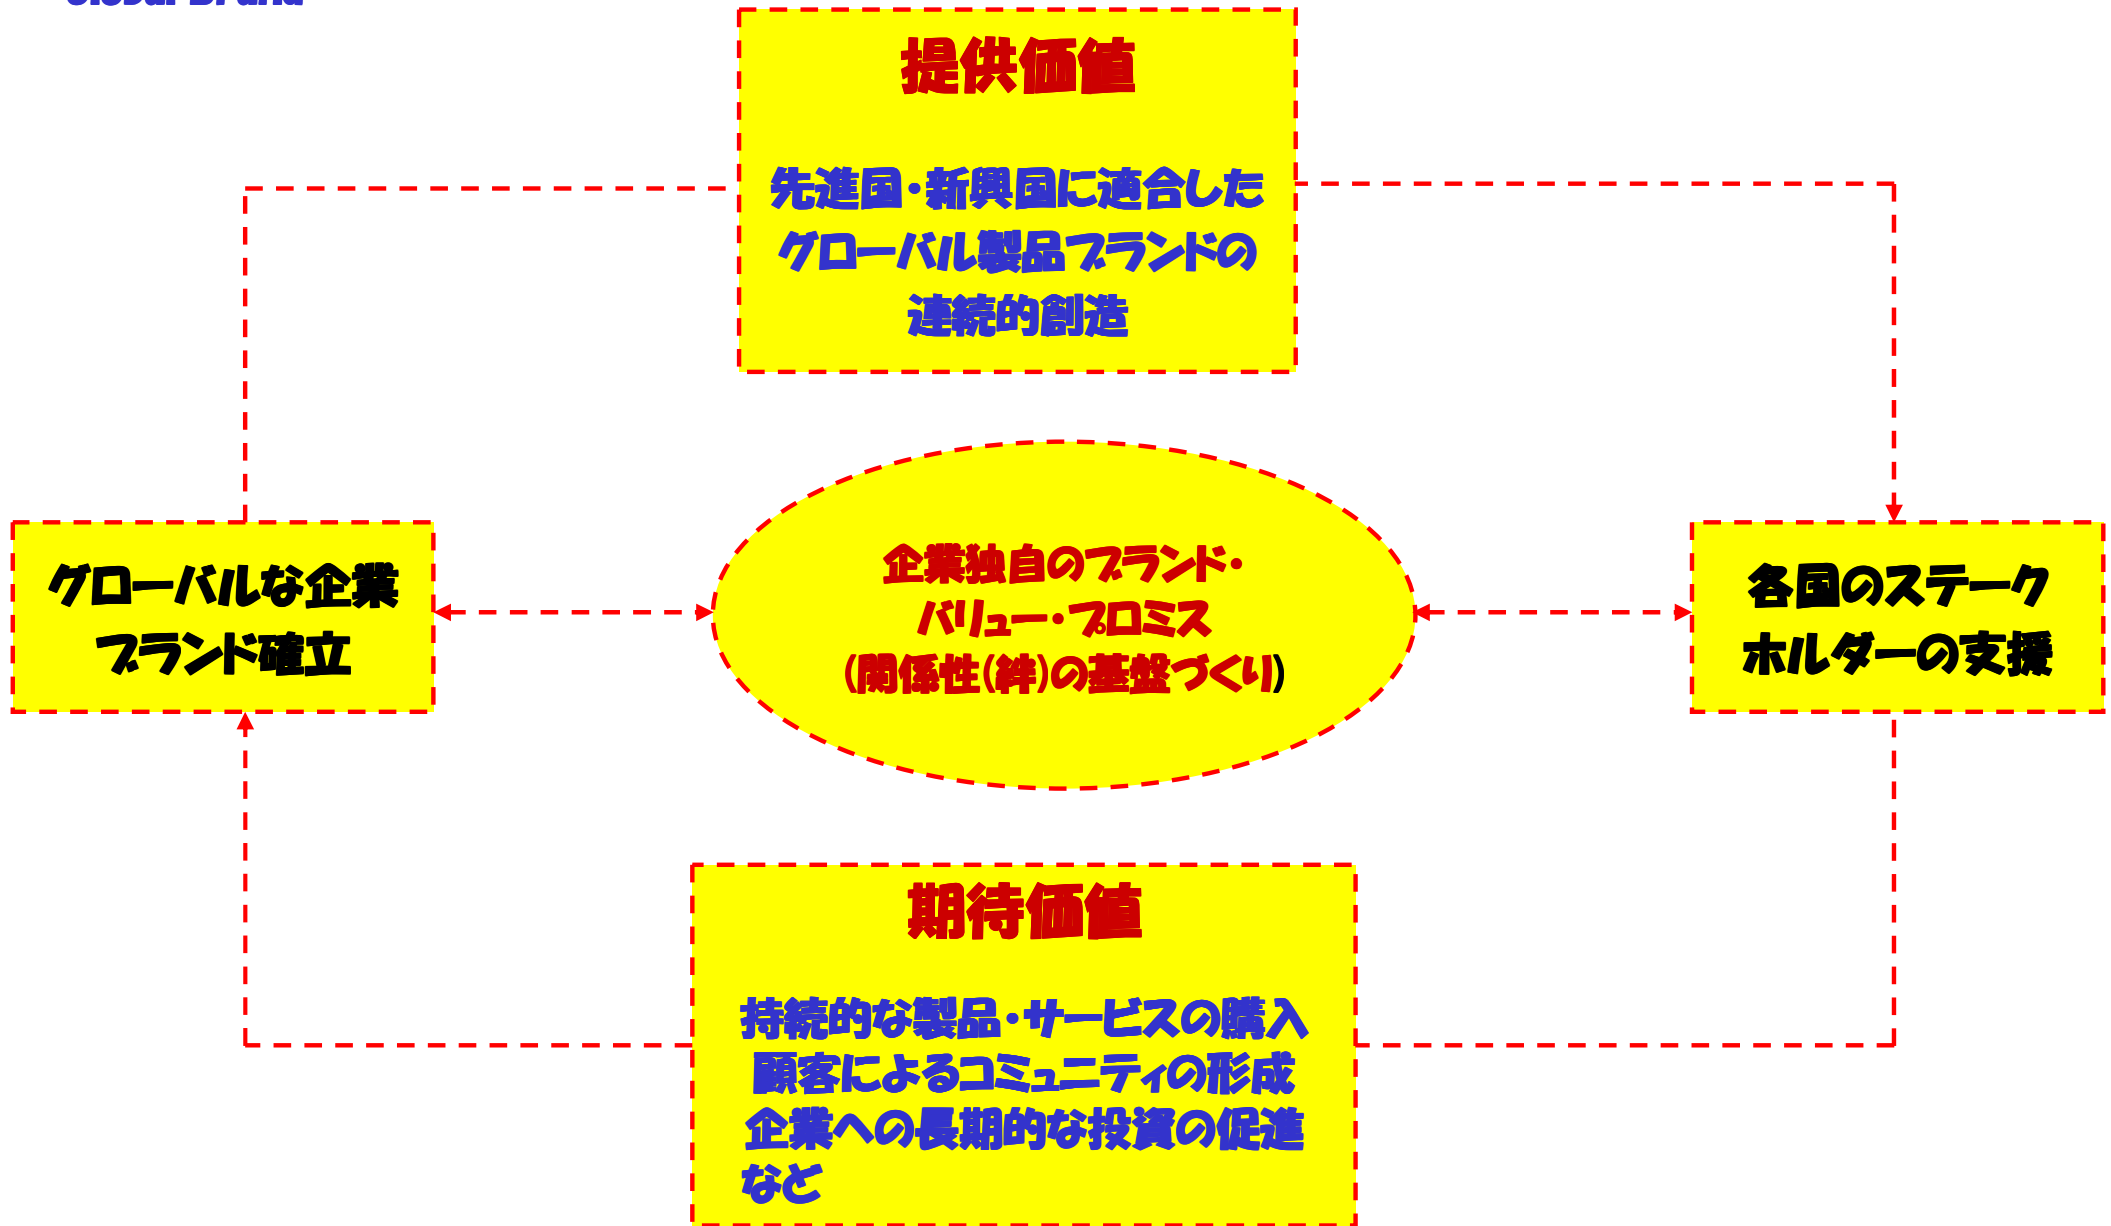 Global Brand
提供価値
先進国・新興国に適合した
グローバル製品ブランドの
連続的創造
企業独自のブランド・
バリュー・プロミス
(関係性(絆)の基盤づくり)
グローバルな企業
ブランド確立
各国のステーク
ホルダーの支援
期待価値
持続的な製品・サービスの購入
顧客によるコミュニティの形成
企業への長期的な投資の促進
など